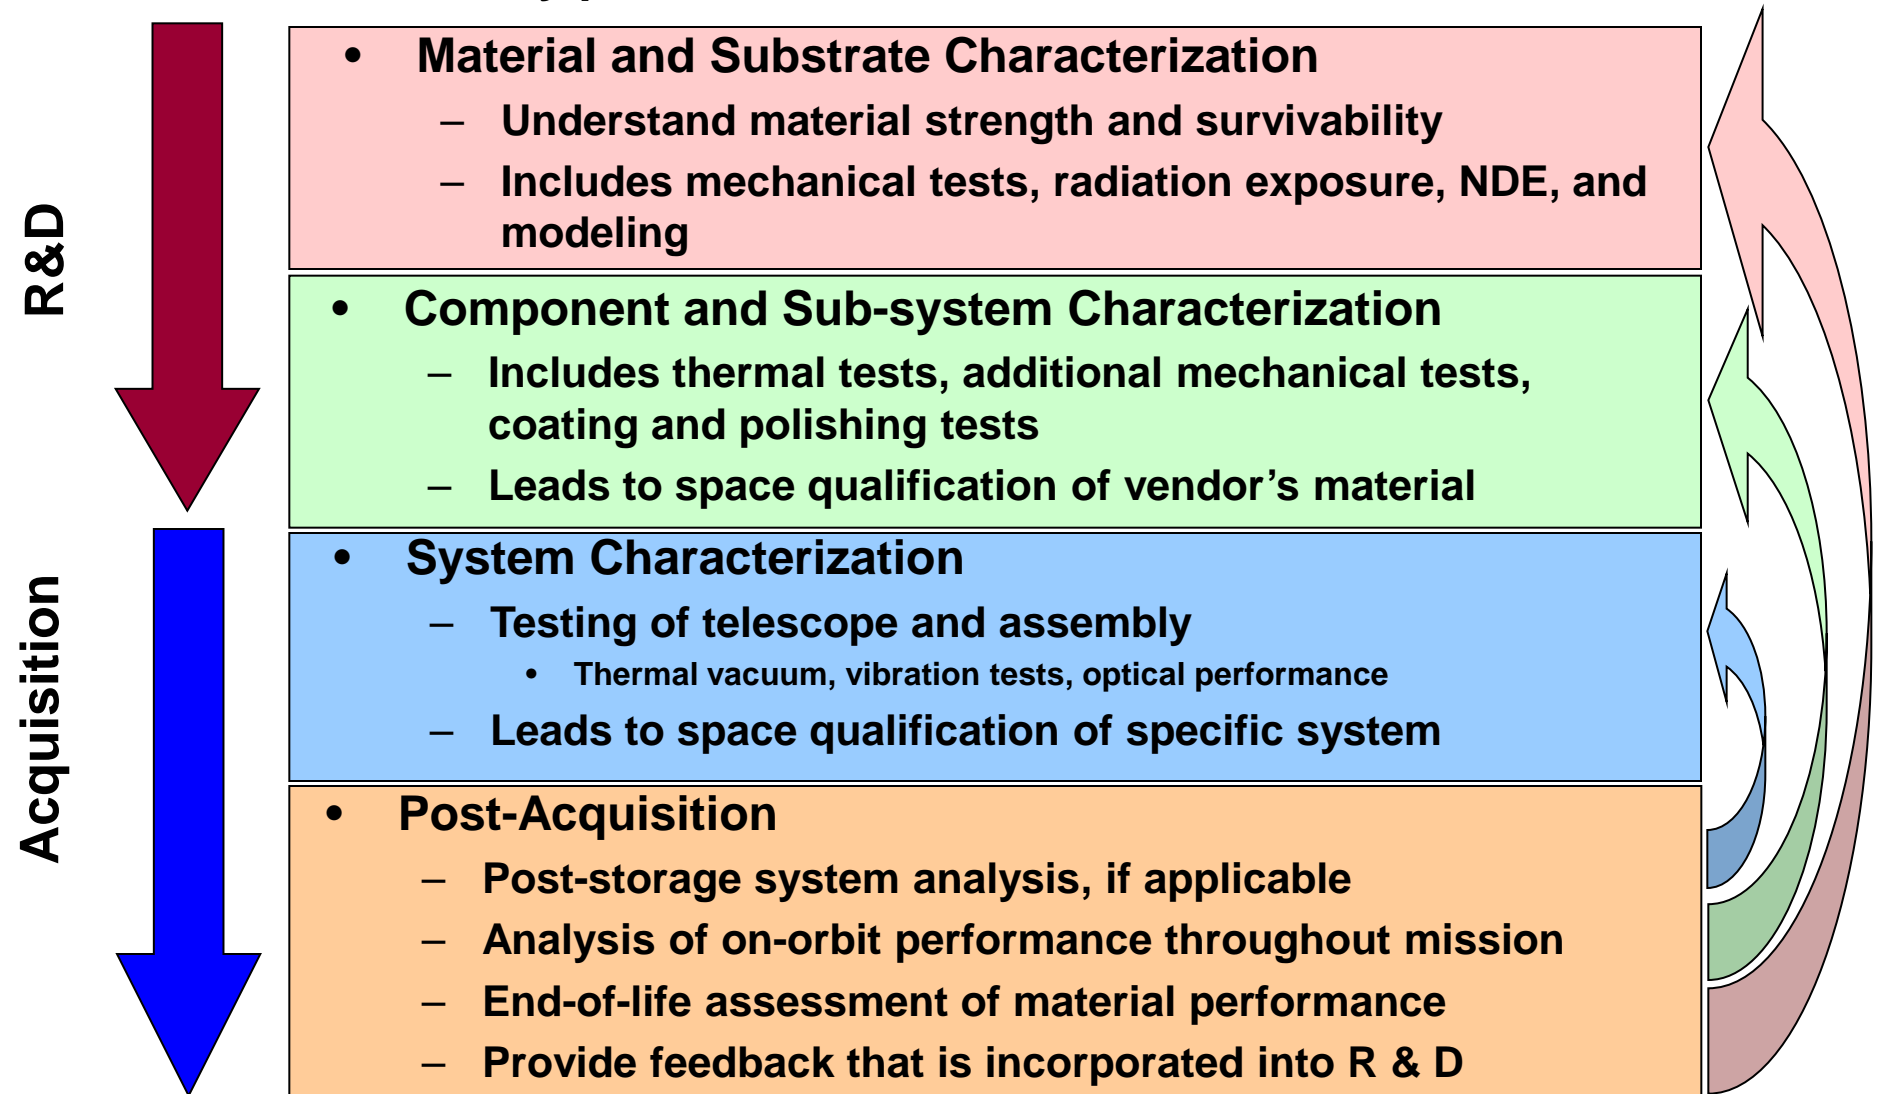 • Material and Substrate Characterization
– Understand material strength and survivability
– Includes mechanical tests, radiation exposure, NDE, and
modeling
R&D
• Component and Sub-system Characterization
– Includes thermal tests, additional mechanical tests,
coating and polishing tests
– Leads to space qualification of vendor’s material
• System Characterization
– Testing of telescope and assembly
• Thermal vacuum, vibration tests, optical performance
– Leads to space qualification of specific system
Acquisition
• Post-Acquisition
– Post-storage system analysis, if applicable
– Analysis of on-orbit performance throughout mission
– End-of-life assessment of material performance
– Provide feedback that is incorporated into R & D